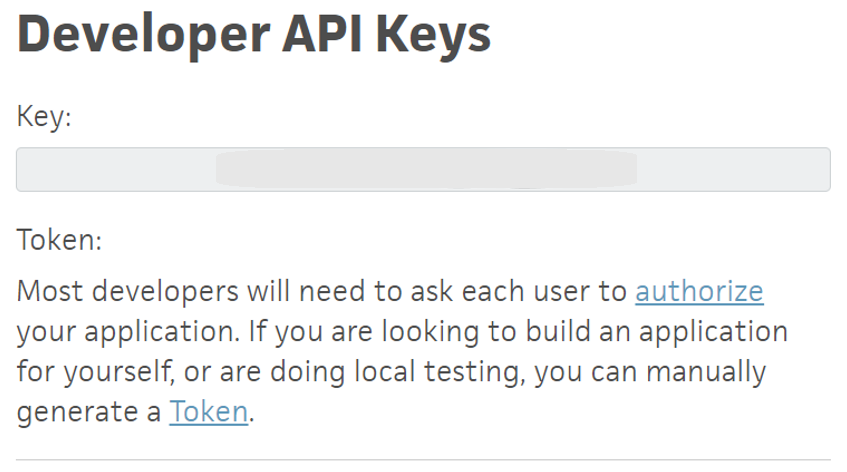 Developer API Keys
Key:
Token:
Most developers will need to ask each user to authorize
your application. If you are looking to build an application
for yourself, or are doing local testing, you can manually
generate a Token.